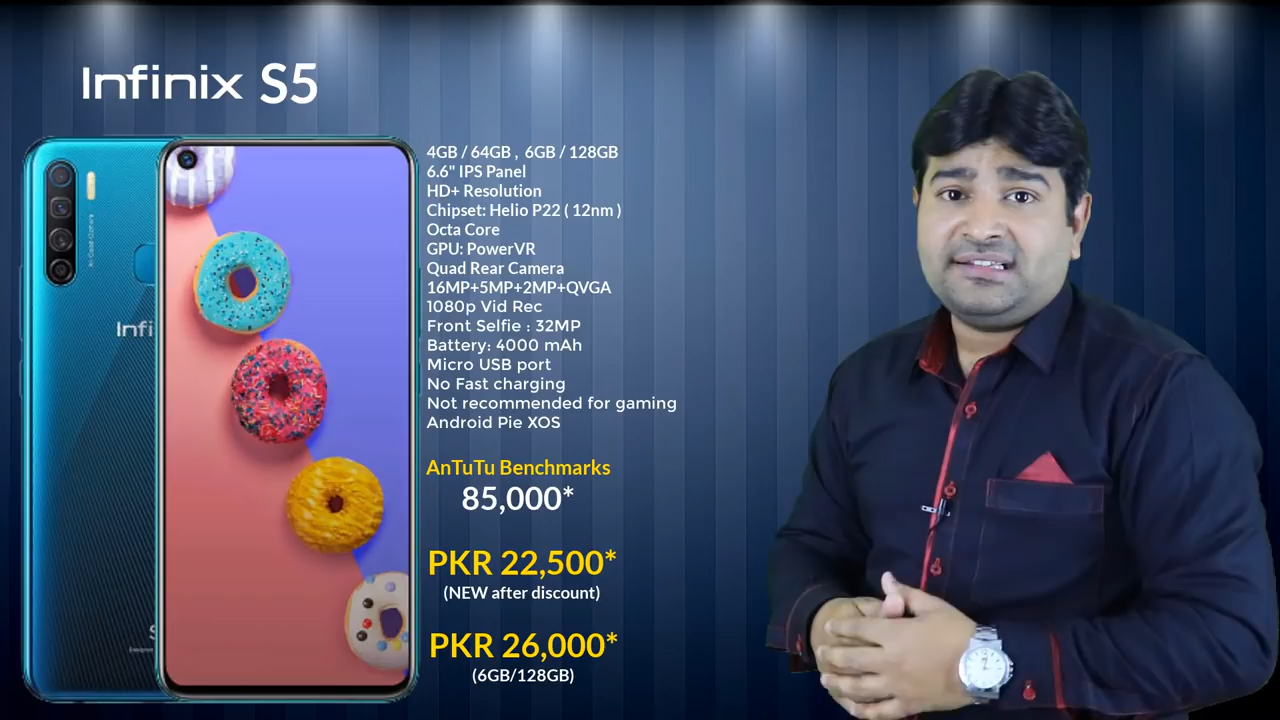 Infinix S5
4GB / 64GB , 6GB / 128GB
6.6" IPS Panel
HD+ Resolution
Chipset: Helio P22 ( 12nm )
Octa Core
GPU: PowerVR
Quad Rear Camera
16MP+5MP+2MP+QVGA
1080p Vid Rec
Front Selfie : 32MP
Battery: 4000 mAh
Micro USB port
No Fast charging
Not recommended for gaming
Android Pie XOS
AnTuTu Benchmarks
85,000*
PKR 22,500*
(NEW after discount)
PKR 26,000*
(6GB/128GB)
Infini
S